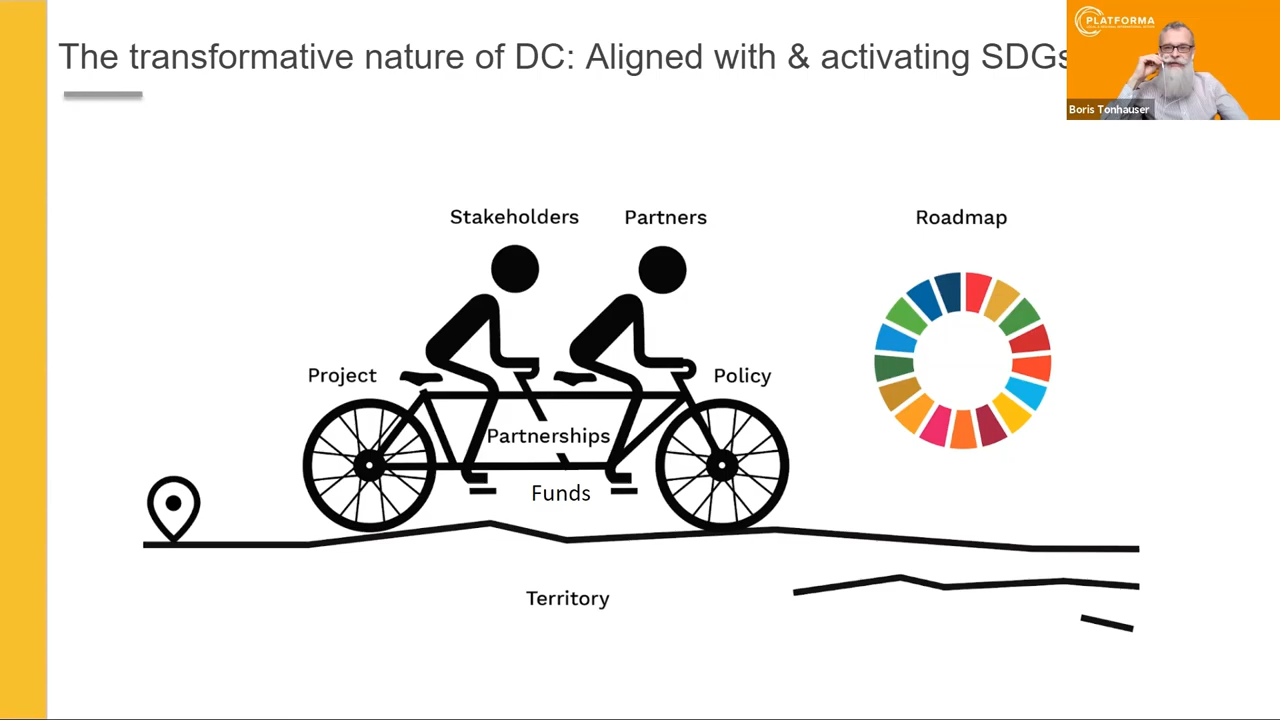 The transformative nature of DC: Aligned with & activating SDGs
PLATFORMA
Boris Tonhauser
Stakeholders
Partners
Roadmap
Project
Policy
Partnerships
Funds
Territory